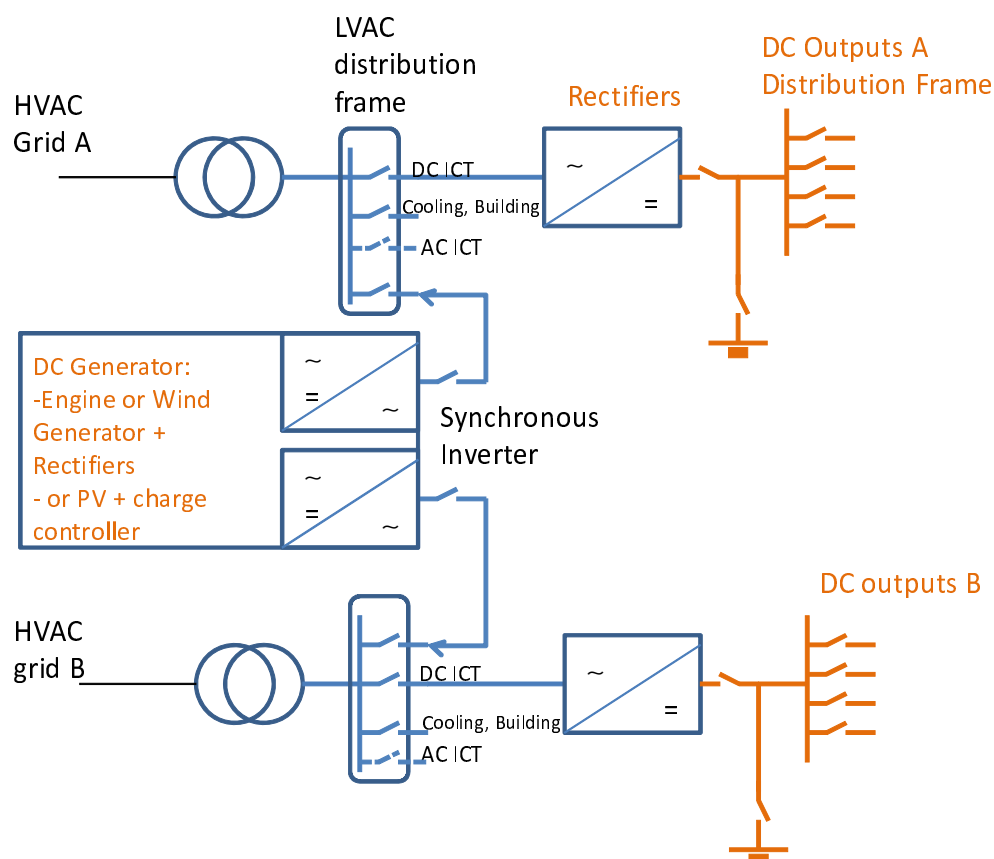 LVAC
distribution
frame
DC Outputs A
Distribution Frame
Rectifiers
HVAC
Grid A
DC ICT
~
=
Cooling, Building
AC ICT
DC Generator:
-Engine or Wind
Generator +
Rectifiers
- or PV + charge
controller
~
=
~
Synchronous
Inverter
~
=
~
DC outputs B
HVAC
grid B
DC ICT
~
=
Cooling, Building
AC ICT